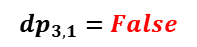 dp₃,₁ = False